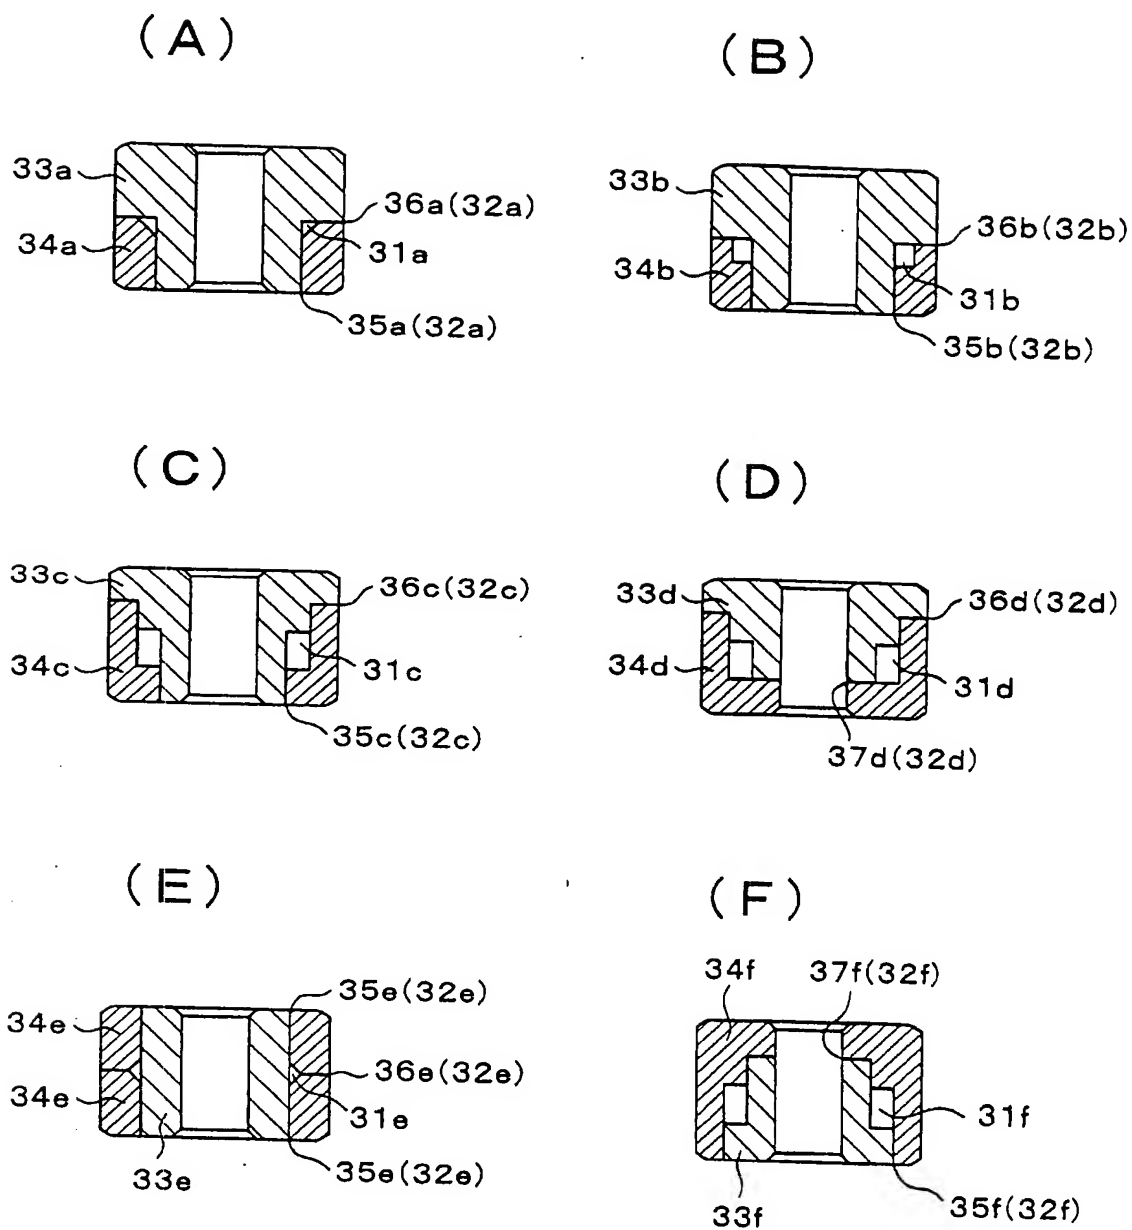 (A)
33a
36a(32a)
34a
31a
35a(32a)
(B)
33b
36b(32b)
34b
31b
35b(32b)
(C)
33c
36c(32c)
34c
31c
35c(32c)
(D)
33d
36d(32d)
34d
31d
37d(32d)
(E)
35e(32e)
34e
36e(32e)
34e
31e
33e
35e(32e)
(F)
34f
37f(32f)
31f
33f
35f(32f)